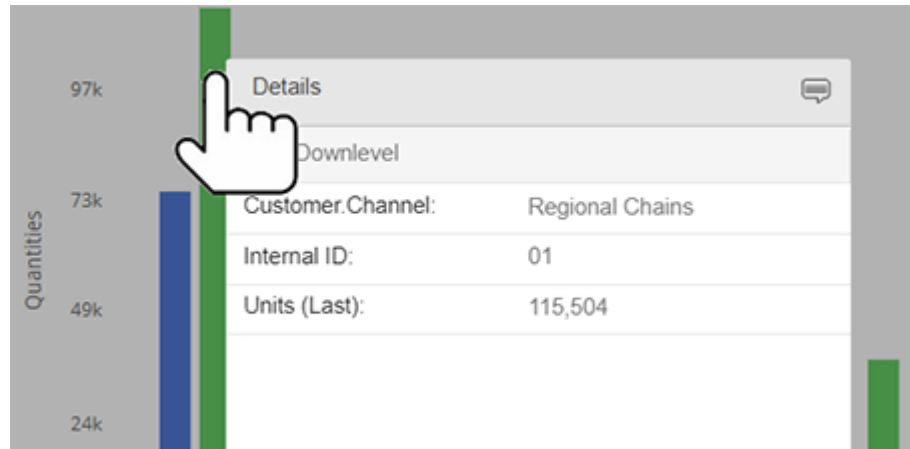 97k
Details
Downlevel
73k
Customer.Channel: Regional Chains
Quantities
Internal ID: 01
49k
Units (Last): 115,504
24k